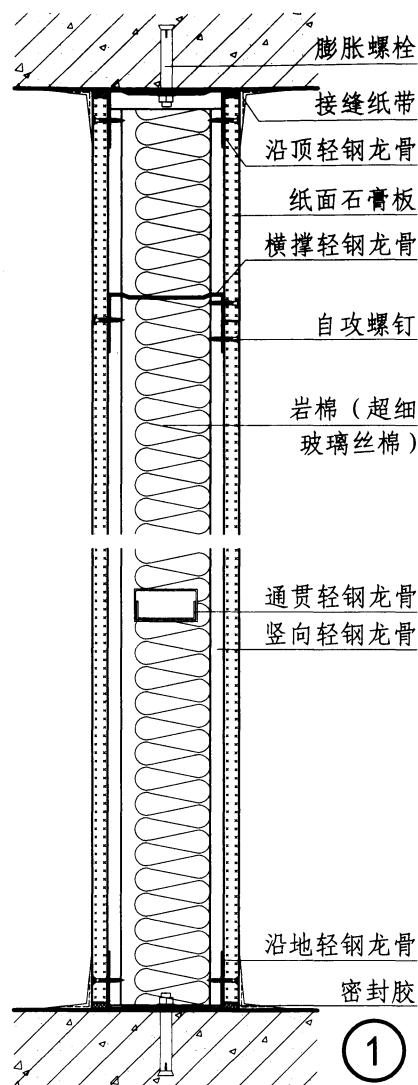 膨胀螺栓
接缝纸带
沿顶轻钢龙骨
纸面石膏板
横撑轻钢龙骨
自攻螺钉
岩棉（超细
玻璃丝棉）
通贯轻钢龙骨
竖向轻钢龙骨
沿地轻钢龙骨
密封胶
1